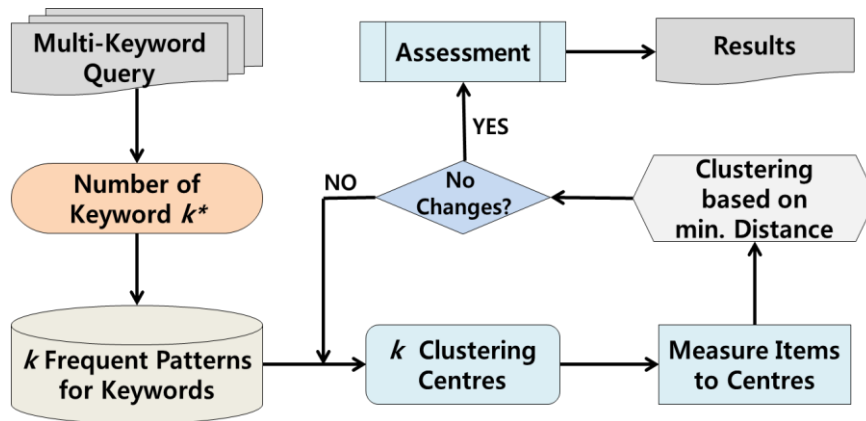 Multi-Keyword
Query
Assessment
Results
YES
Number of
Keyword k*
NO
No
Changes?
Clustering
based on
min. Distance
k Frequent Patterns
for Keywords
k Clustering
Centres
Measure Items
to Centres